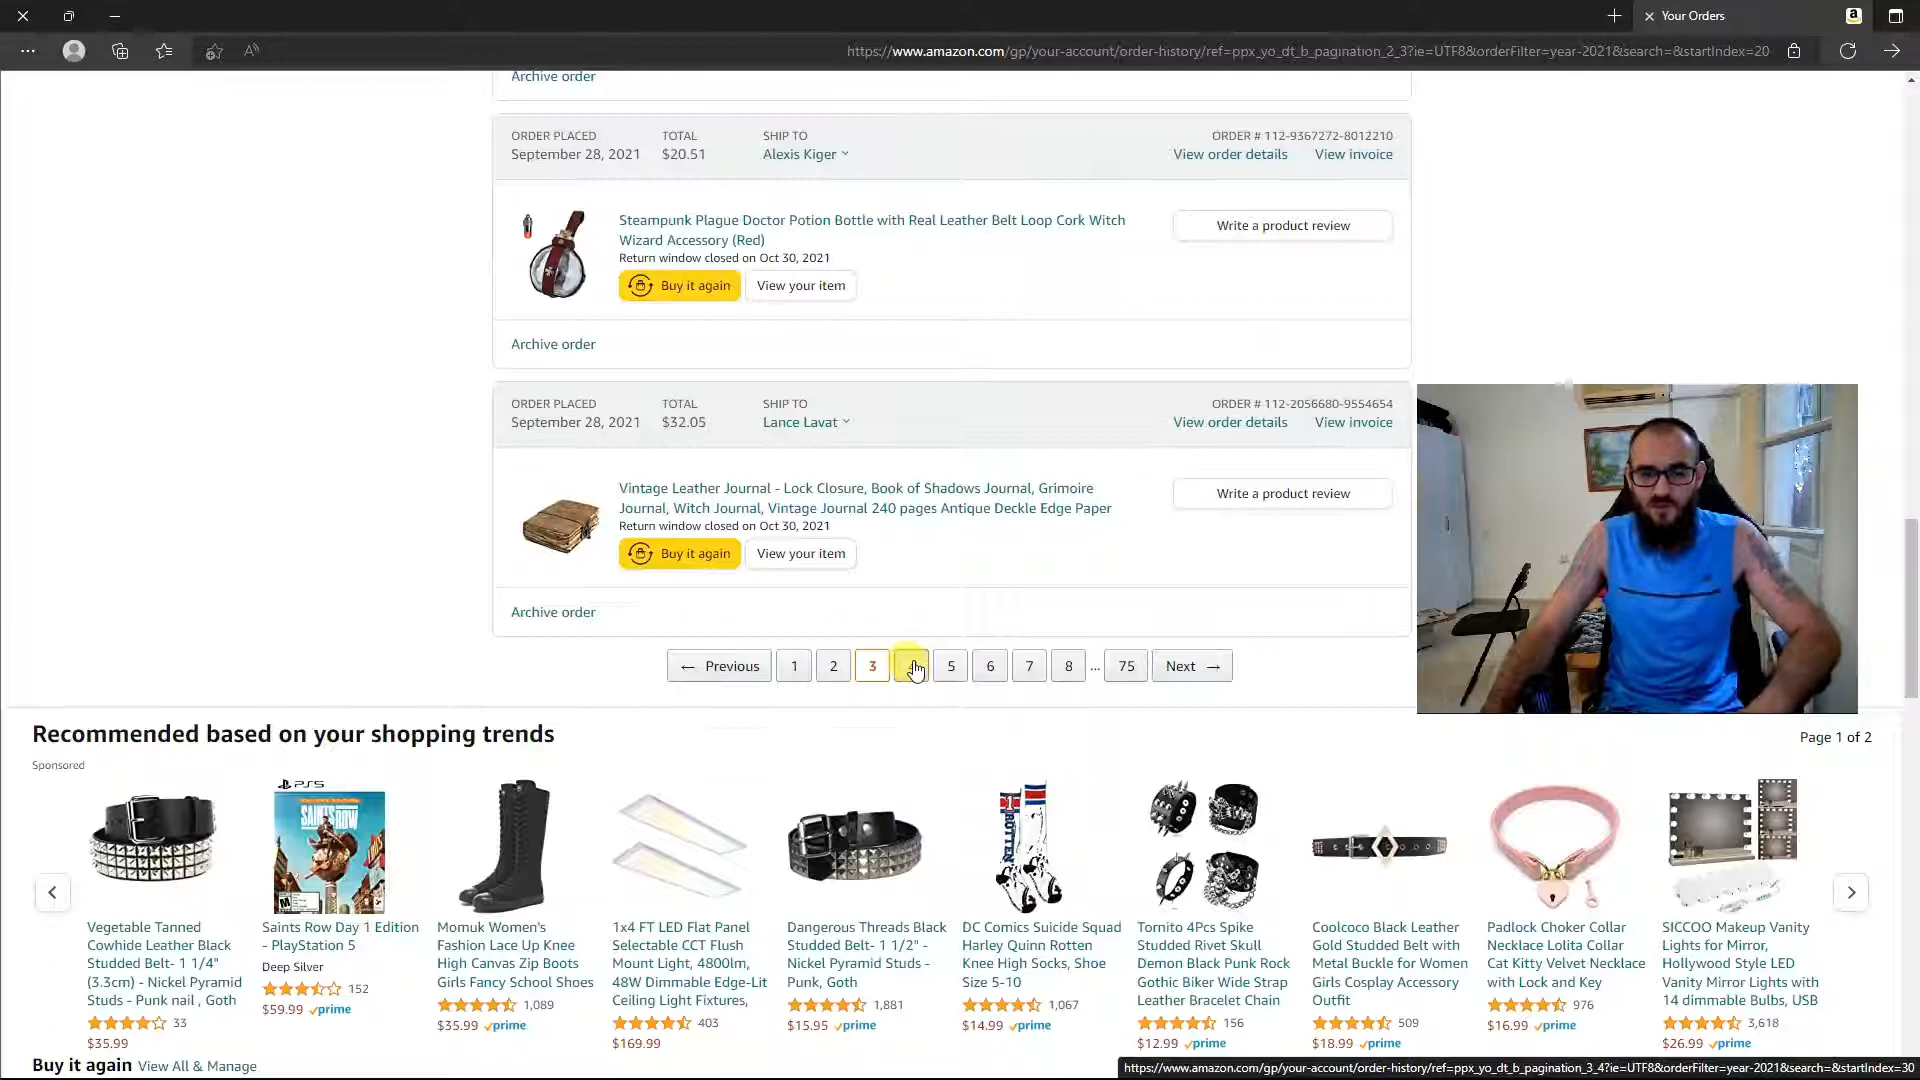 Your Orders
https://www.amazon.com/gp/your-account/order-history/ref=ppx_yo_dt_b_pagination_2_3?ie=UTF8&orderFilter=year-2021&search=&startIndex=20
Archive order
ORDER PLACED
September 28, 2021
TOTAL
$20.51
SHIP TO
Alexis Kiger
ORDER # 112-9367272-8012210
View order details View invoice
Steampunk Plague Doctor Potion Bottle with Real Leather Belt Loop Cork Witch
Wizard Accessory (Red)
Return window closed on Oct 30, 2021
Buy it again View your item
Write a product review
Archive order
ORDER PLACED
September 28, 2021
TOTAL
$32.05
SHIP TO
Lance Lavat
ORDER # 112-2056680-9554654
View order details View invoice
Vintage Leather Journal - Lock Closure, Book of Shadows Journal, Grimoire
Journal, Witch Journal, Vintage Journal 240 pages Antique Deckle Edge Paper
Return window closed on Oct 30, 2021
Buy it again View your item
Write a product review
Archive order
← Previous 1 2 3 5 6 7 8 ... 75 Next →
Recommended based on your shopping trends
Page 1 of 2
Sponsored
Vegetable Tanned
Cowhide Leather Black
Studded Belt- 1 1/4"
(3.3cm) - Nickel Pyramid
Studs - Punk nail , Goth
33
$35.99
PS5
SAINTS ROW
Saints Row Day 1 Edition
- PlayStation 5
Deep Silver
152
$59.99 prime
Momuk Women's
Fashion Lace Up Knee
High Canvas Zip Boots
Girls Fancy School Shoes
1,089
$35.99 prime
1x4 FT LED Flat Panel
Selectable CCT Flush
Mount Light, 4800lm,
48W Dimmable Edge-Lit
Ceiling Light Fixtures,
403
$169.99
Dangerous Threads Black
Studded Belt- 1 1/2" -
Nickel Pyramid Studs -
Punk, Goth
1,881
$15.95 prime
ROTTEN
DC Comics Suicide Squad
Harley Quinn Rotten
Knee High Socks, Shoe
Size 5-10
1,067
$14.99 prime
Tornito 4Pcs Spike
Studded Rivet Skull
Demon Black Punk Rock
Gothic Biker Wide Strap
Leather Bracelet Chain
156
$12.99 prime
Coolcoco Black Leather
Gold Studded Belt with
Metal Buckle for Women
Girls Cosplay Accessory
Outfit
509
$18.99 prime
Padlock Choker Collar
Necklace Lolita Collar
Cat Kitty Velvet Necklace
with Lock and Key
976
$16.99 prime
SICCOO Makeup Vanity
Lights for Mirror,
Hollywood Style LED
Vanity Mirror Lights with
14 dimmable Bulbs, USB
3,618
$26.99 prime
Buy it again View All & Manage
https://www.amazon.com/gp/your-account/order-history/ref=ppx_yo_dt_b_pagination_3_4?ie=UTF8&orderFilter=year-2021&search=&startIndex=30